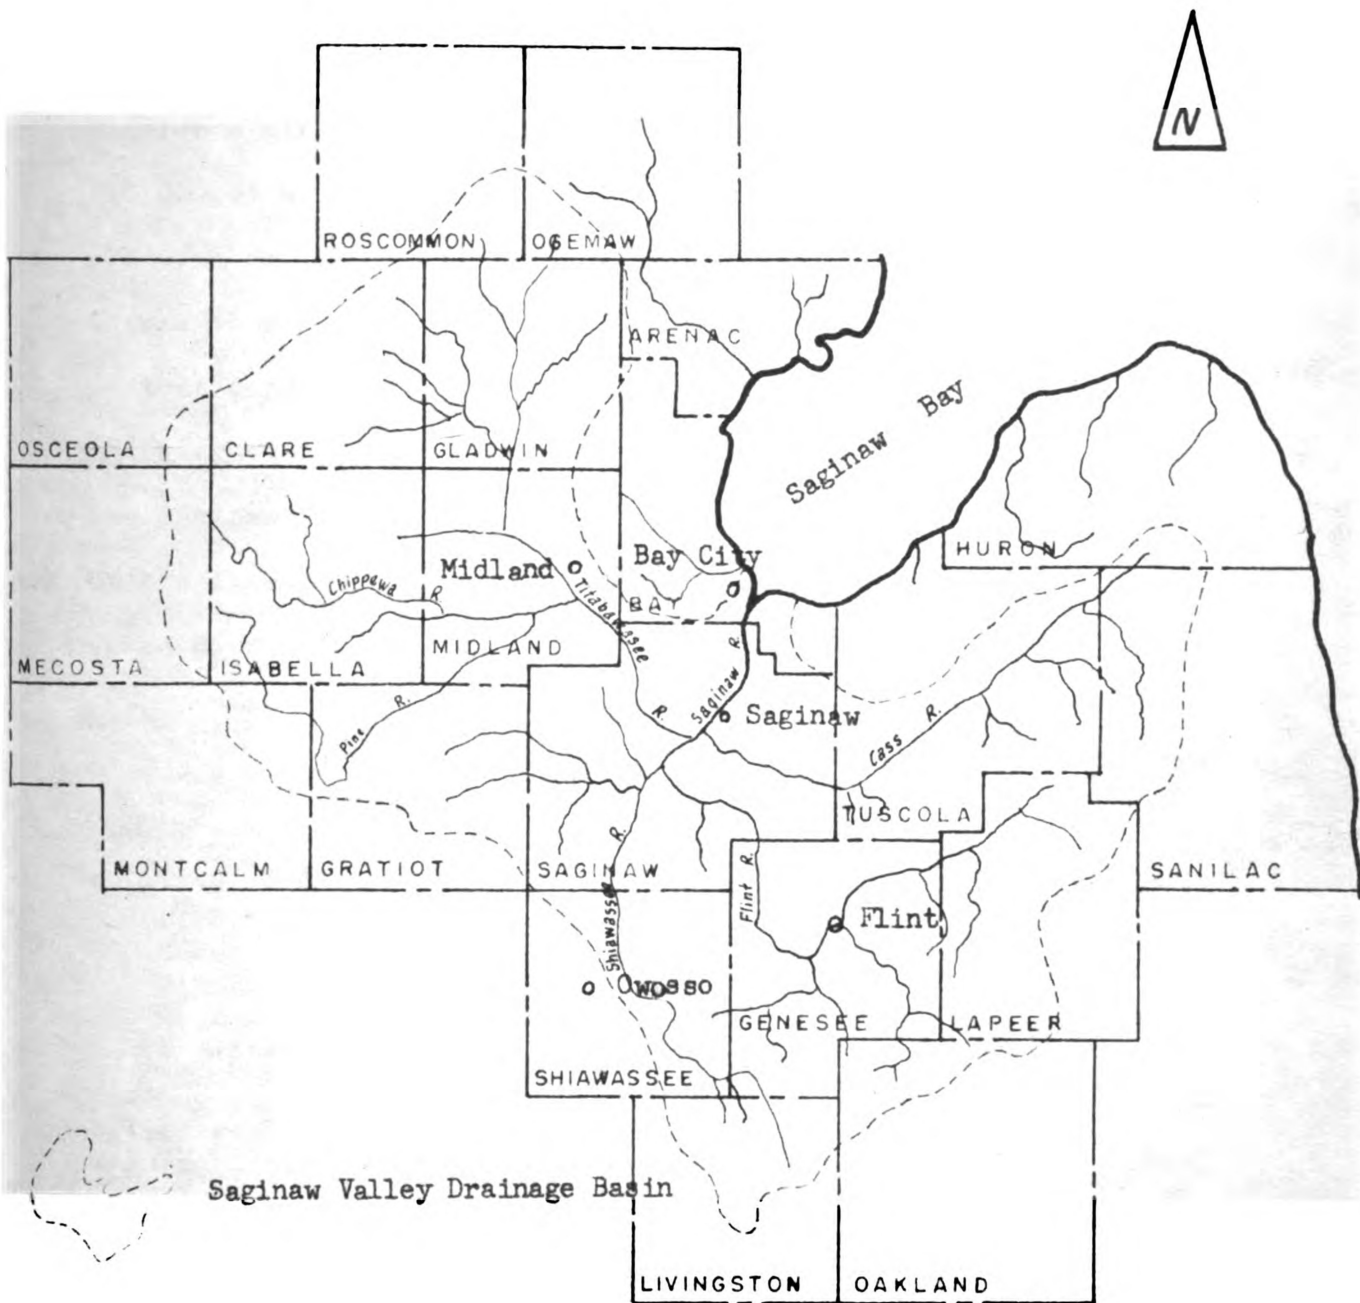 N
ROSCOMMON
OGEMAW
ARENAC
Saginaw Bay
OSCEOLA
CLARE
GLADWIN
HURON
Midland
Bay City
BAY
Chippewa R.
Titabawassee R.
MECOSTA
ISABELLA
MIDLAND
Saginaw R.
Saginaw
Pine R.
Cass R.
TUSCOLA
MONTCALM
GRATIOT
SAGINAW
SANILAC
Shiawassee R.
Flint R.
Flint
Owosso
GENESEE
LAPEER
SHIAWASSEE
Saginaw Valley Drainage Basin
LIVINGSTON
OAKLAND